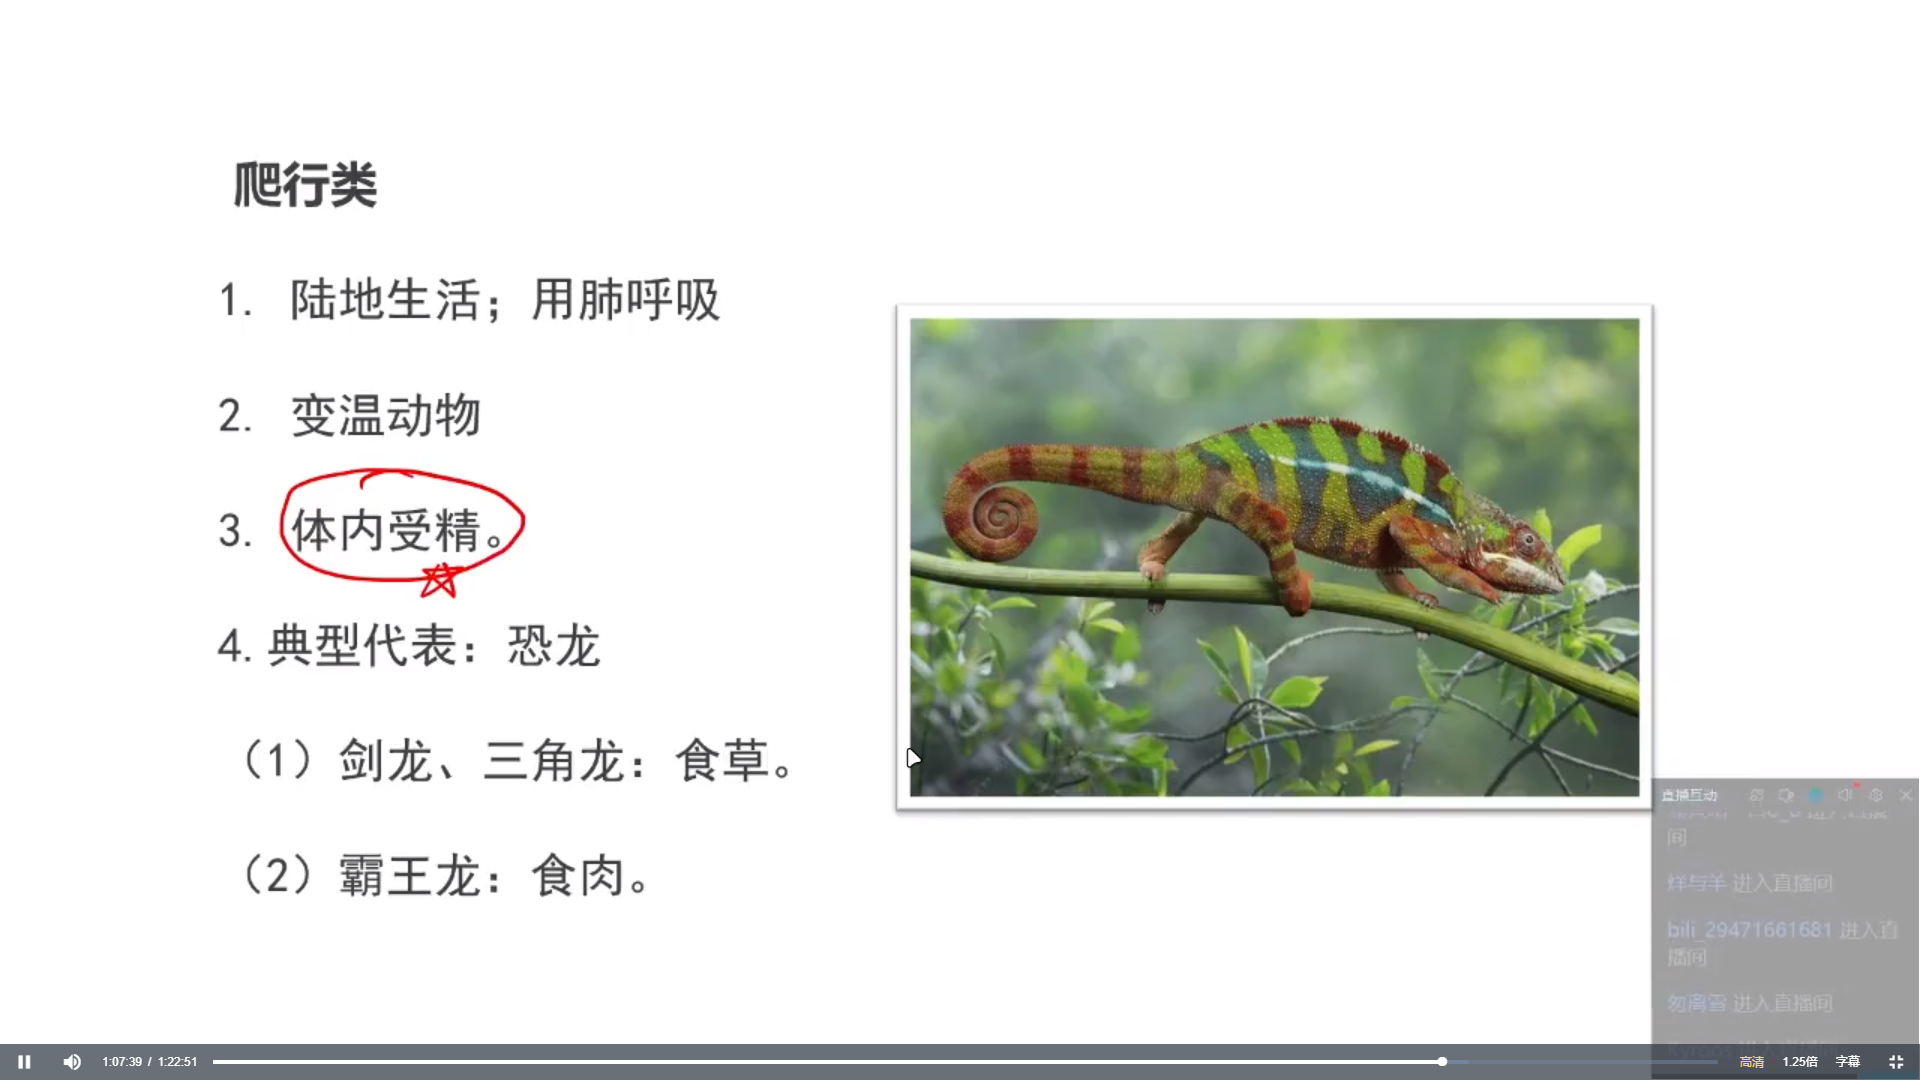 爬行类
1. 陆地生活；用肺呼吸
2. 变温动物
3. 体内受精。
4. 典型代表：恐龙
（1）剑龙、三角龙：食草。
（2）霸王龙：食肉。
直播互动
间
烊与羊 进入直播间
bili_29471661681 进入直
播间
匆离雪 进入直播间
1:07:39 / 1:22:51
高清 1.25倍 字幕